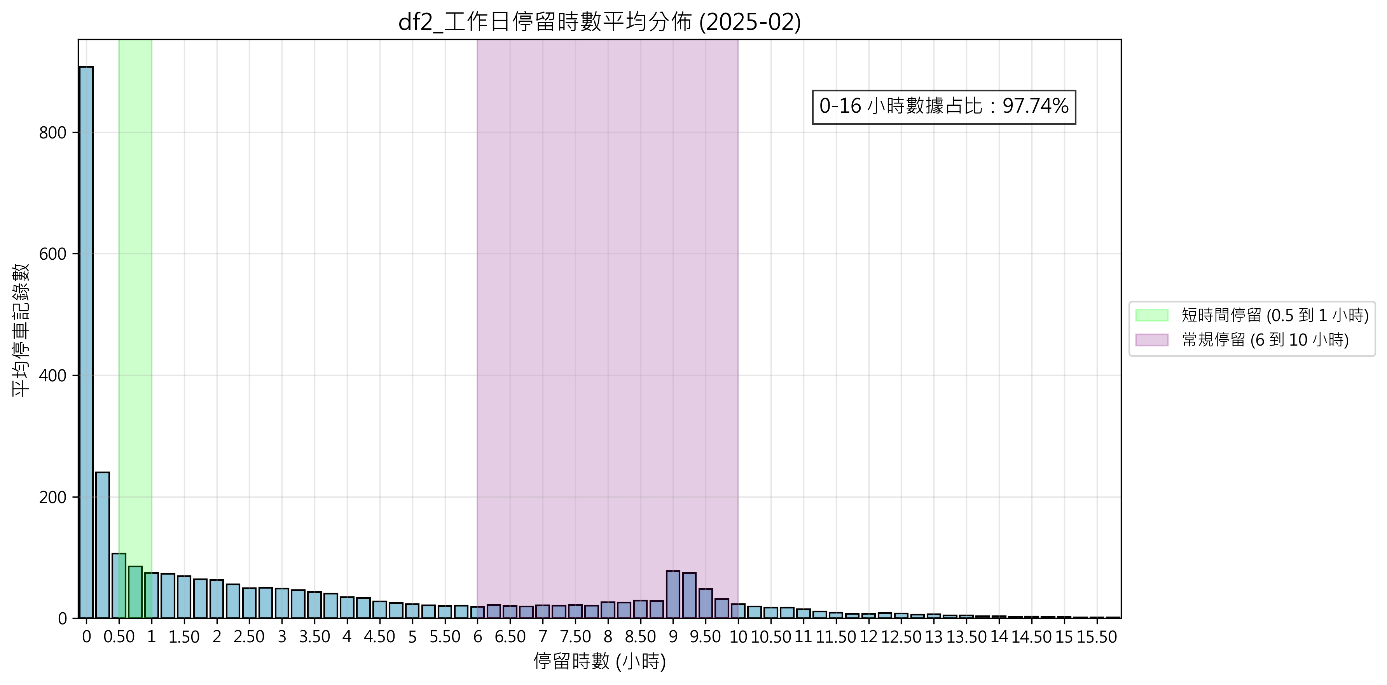 df2_工作日停留時數平均分佈 (2025-02)
0-16 小時數據占比：97.74%
平均停車記錄數
800
600
400
200
0
短時間停留 (0.5 到 1 小時)
常規停留 (6 到 10 小時)
0 0.50 1 1.50 2 2.50 3 3.50 4 4.50 5 5.50 6 6.50 7 7.50 8 8.50 9 9.50 10 10.50 11 11.50 12 12.50 13 13.50 14 14.50 15 15.50
停留時數 (小時)